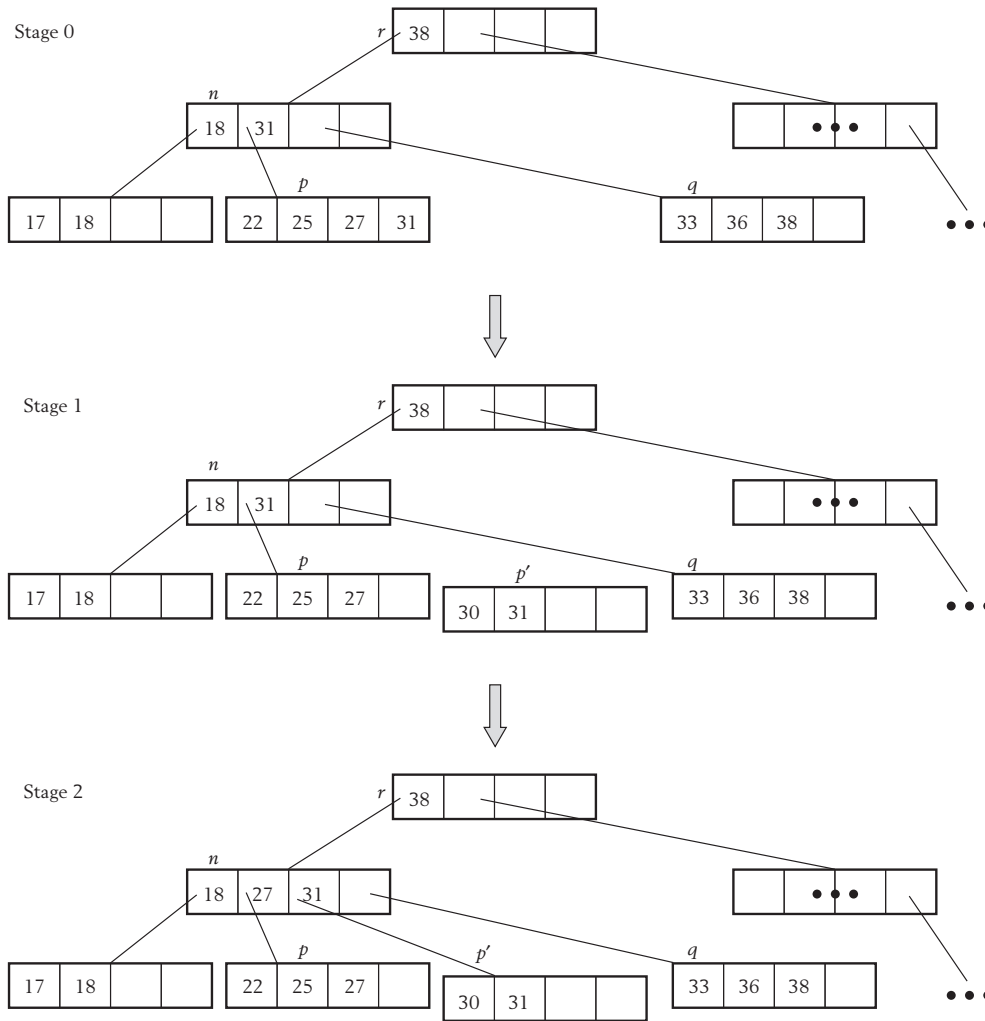 Stage 0
r 38
n
18 31
p
q
17 18
22 25 27 31
33 36 38
Stage 1
r 38
n
18 31
p
p′
q
17 18
22 25 27
30 31
33 36 38
Stage 2
r 38
n
18 27 31
p
p′
q
17 18
22 25 27
30 31
33 36 38